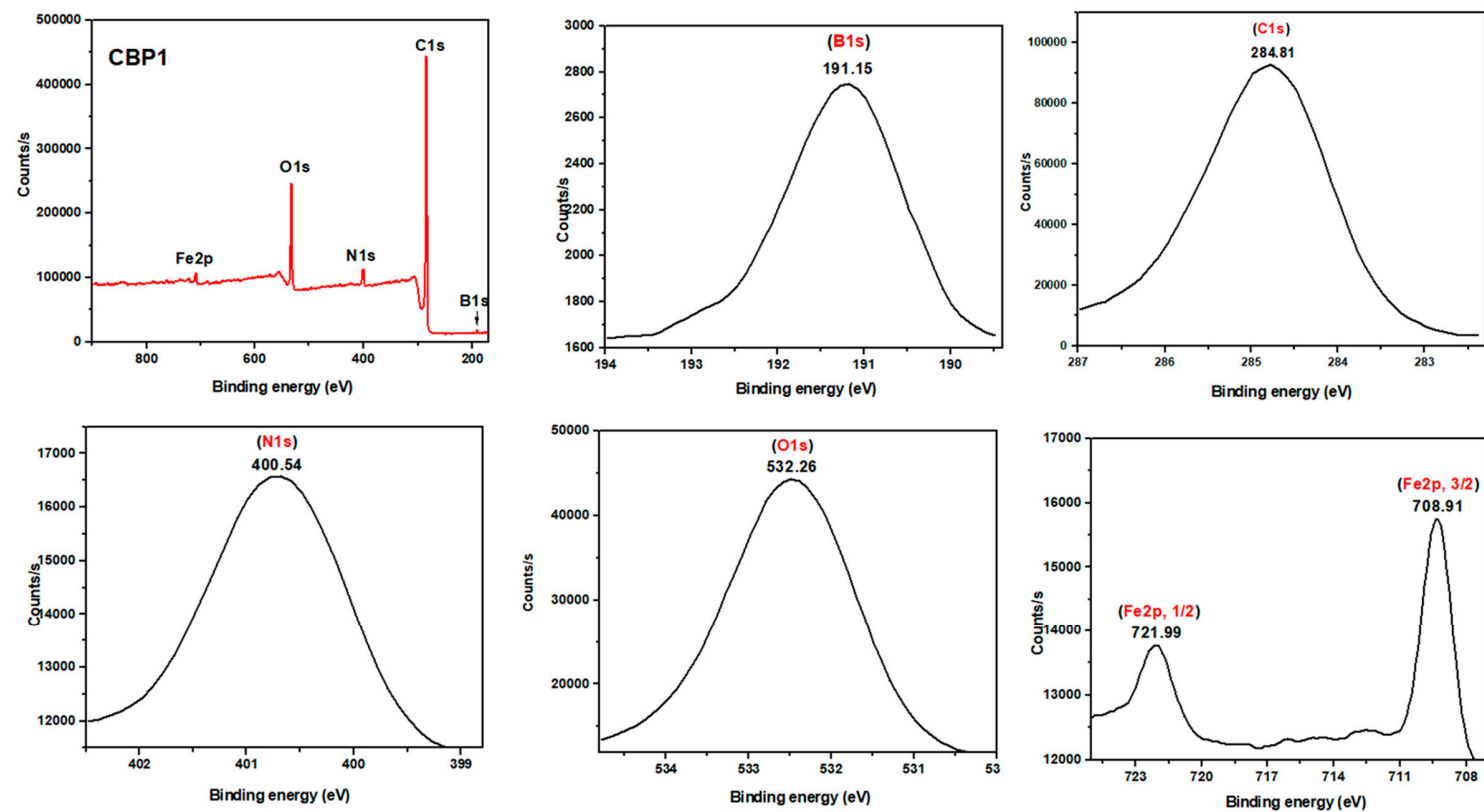 CBP1
C1s
O1s
Fe2p
N1s
B1s
500000
400000
300000
200000
100000
0
Counts/s
800
600
400
200
Binding energy (eV)
(B1s)
191.15
3000
2800
2600
2400
2200
2000
1800
1600
Counts/s
194
193
192
191
190
Binding energy (eV)
(C1s)
284.81
100000
80000
60000
40000
20000
0
Counts/s
287
286
285
284
283
Binding energy (eV)
(N1s)
400.54
17000
16000
15000
14000
13000
12000
Counts/s
402
401
400
399
Binding energy (eV)
(O1s)
532.26
50000
40000
30000
20000
Counts/s
534
533
532
531
53
Binding energy (eV)
(Fe2p, 3/2)
708.91
(Fe2p, 1/2)
721.99
17000
16000
15000
14000
13000
12000
Counts/s
723
720
717
714
711
708
Binding energy (eV)